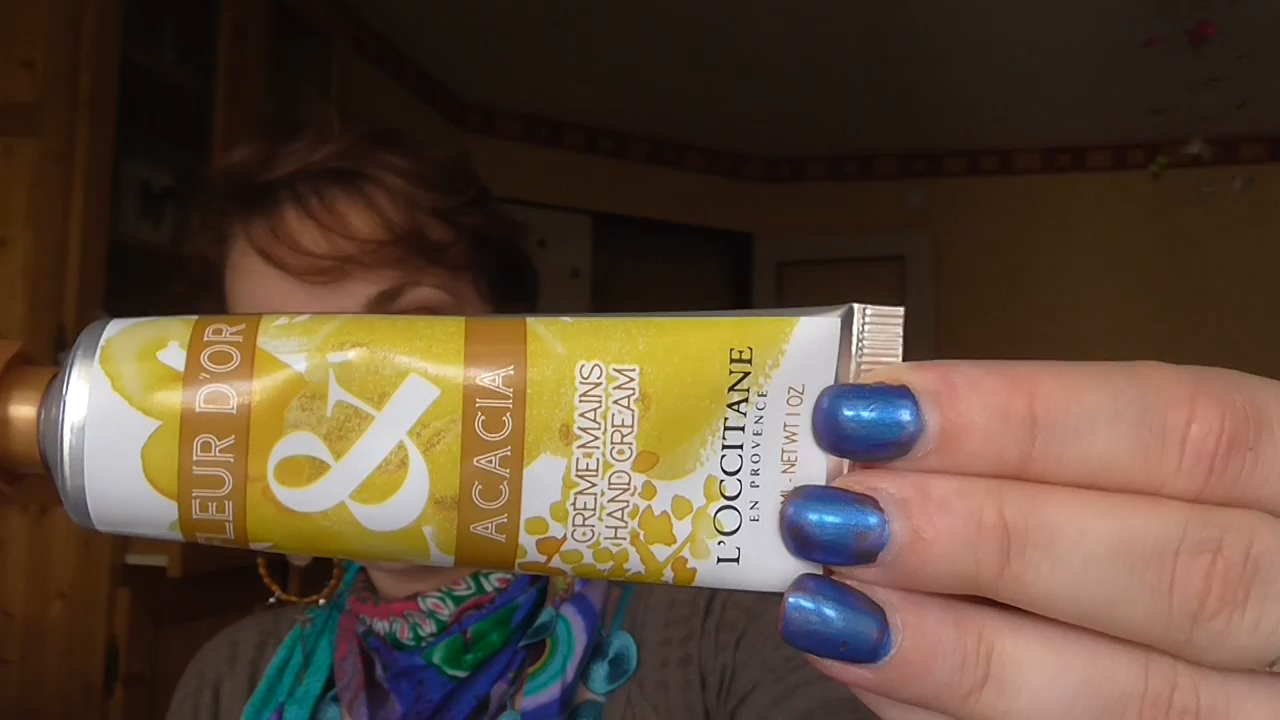 FLEUR D'OR
&
ACACIA
CRÈME MAINS
HAND CREAM
L'OCCITANE
EN PROVENCE
- NET WT 1 OZ